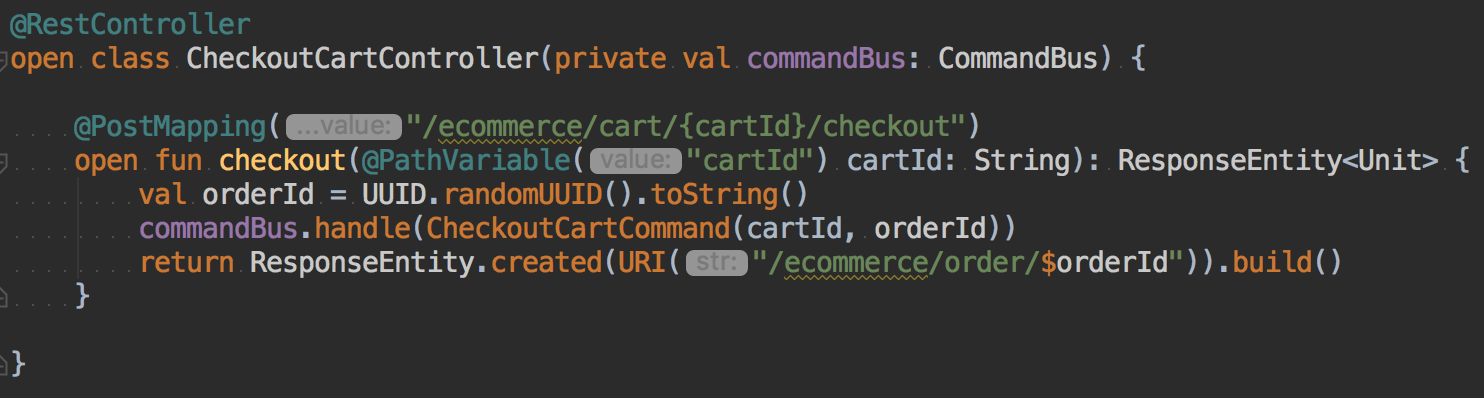 @RestController
open class CheckoutCartController(private val commandBus: CommandBus) {
@PostMapping(...value: "/ecommerce/cart/{cartId}/checkout")
open fun checkout(@PathVariable(value: "cartId") cartId: String): ResponseEntity<Unit> {
val orderId = UUID.randomUUID().toString()
commandBus.handle(CheckoutCartCommand(cartId, orderId))
return ResponseEntity.created(URI(str: "/ecommerce/order/$orderId")).build()
}
}